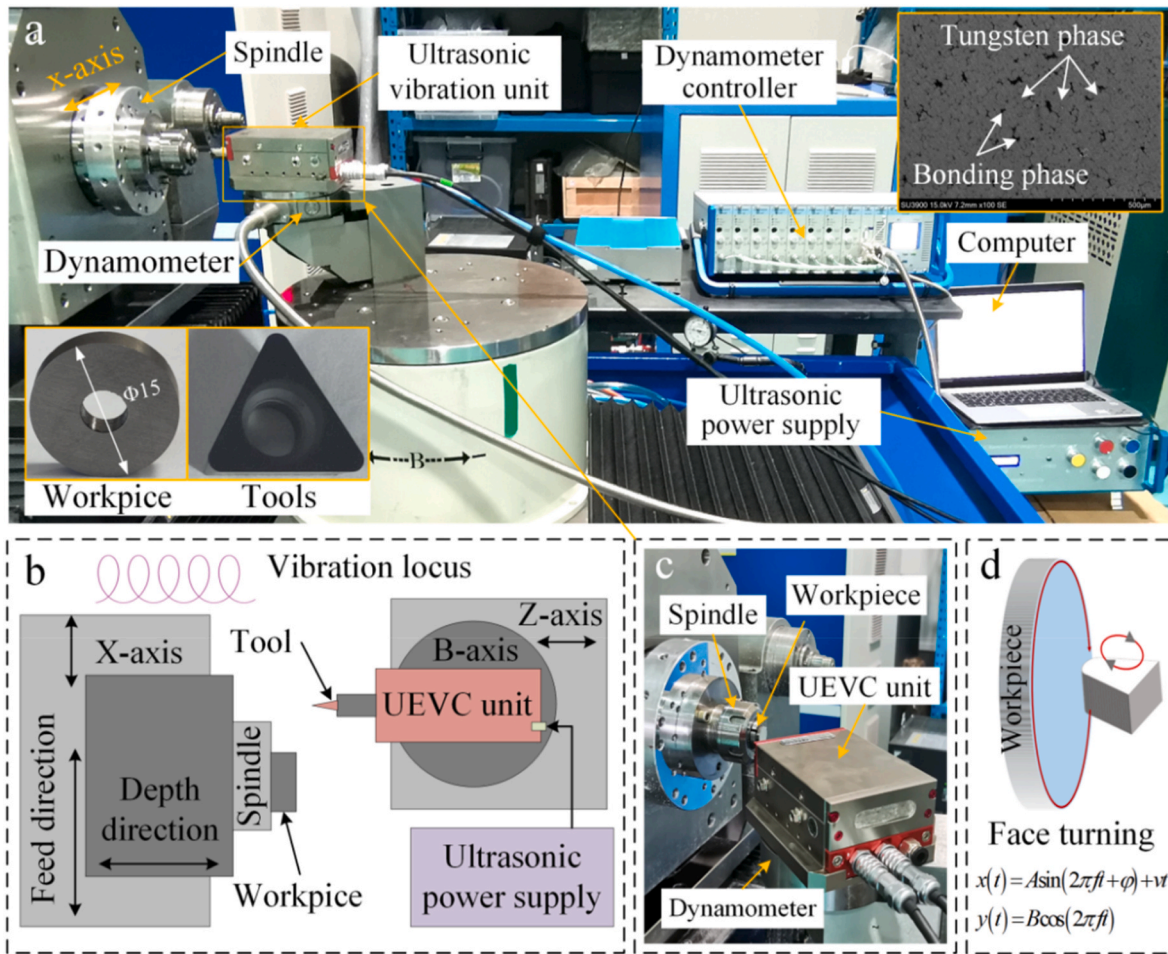 a
x-axis
Spindle
Ultrasonic
vibration unit
Dynamometer
controller
Tungsten phase
Bonding phase
SU3900 15.0kV 7.2mm x100 SE
500μm
Dynamometer
Computer
Φ15
Ultrasonic
power supply
B
Workpice
Tools
b
Vibration locus
X-axis
Tool
Z-axis
B-axis
UEVC unit
Feed direction
Depth
direction
Spindle
Workpice
Ultrasonic
power supply
c
Spindle
Workpiece
UEVC unit
Dynamometer
d
Workpiece
Face turning
x(t)=Asin(2πft+φ)+vt
y(t)=Bcos(2πft)